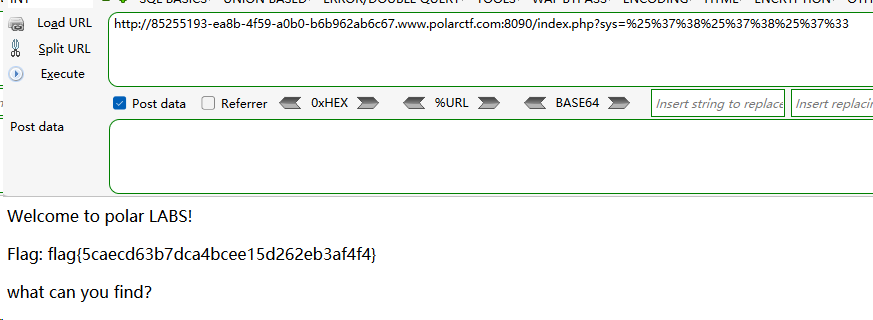 Load URL
http://85255193-ea8b-4f59-a0b0-b6b962ab6c67.www.polarctf.com:8090/index.php?sys=%25%37%38%25%37%38%25%37%33
Split URL
Execute
Post data Referrer 0xHEX %URL BASE64 Insert string to replace Insert replacin
Post data
Welcome to polar LABS!
Flag: flag{5caecd63b7dca4bcee15d262eb3af4f4}
what can you find?